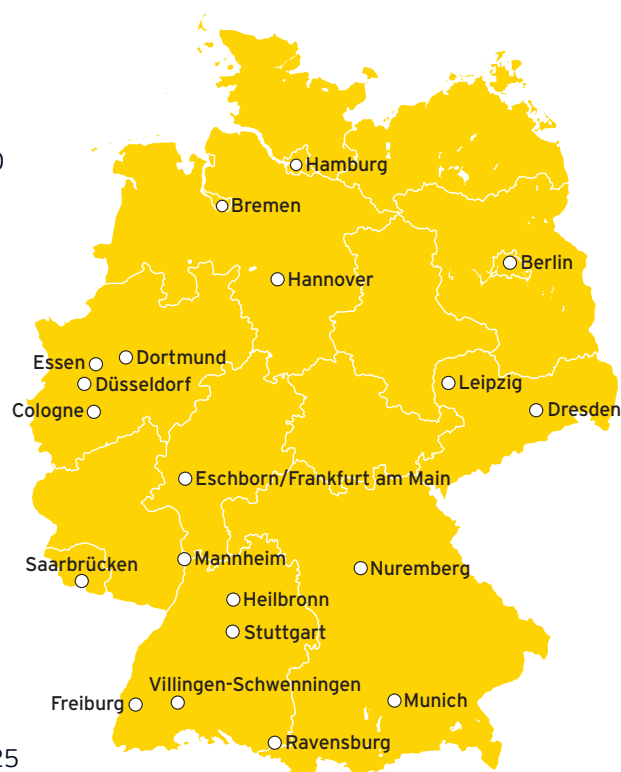 0
Hamburg
Bremen
Berlin
Hannover
Dortmund
Essen
Düsseldorf
Leipzig
Cologne
Dresden
Eschborn/Frankfurt am Main
Mannheim
Saarbrücken
Nuremberg
Heilbronn
Stuttgart
Villingen-Schwenningen
Freiburg
Munich
Ravensburg
25